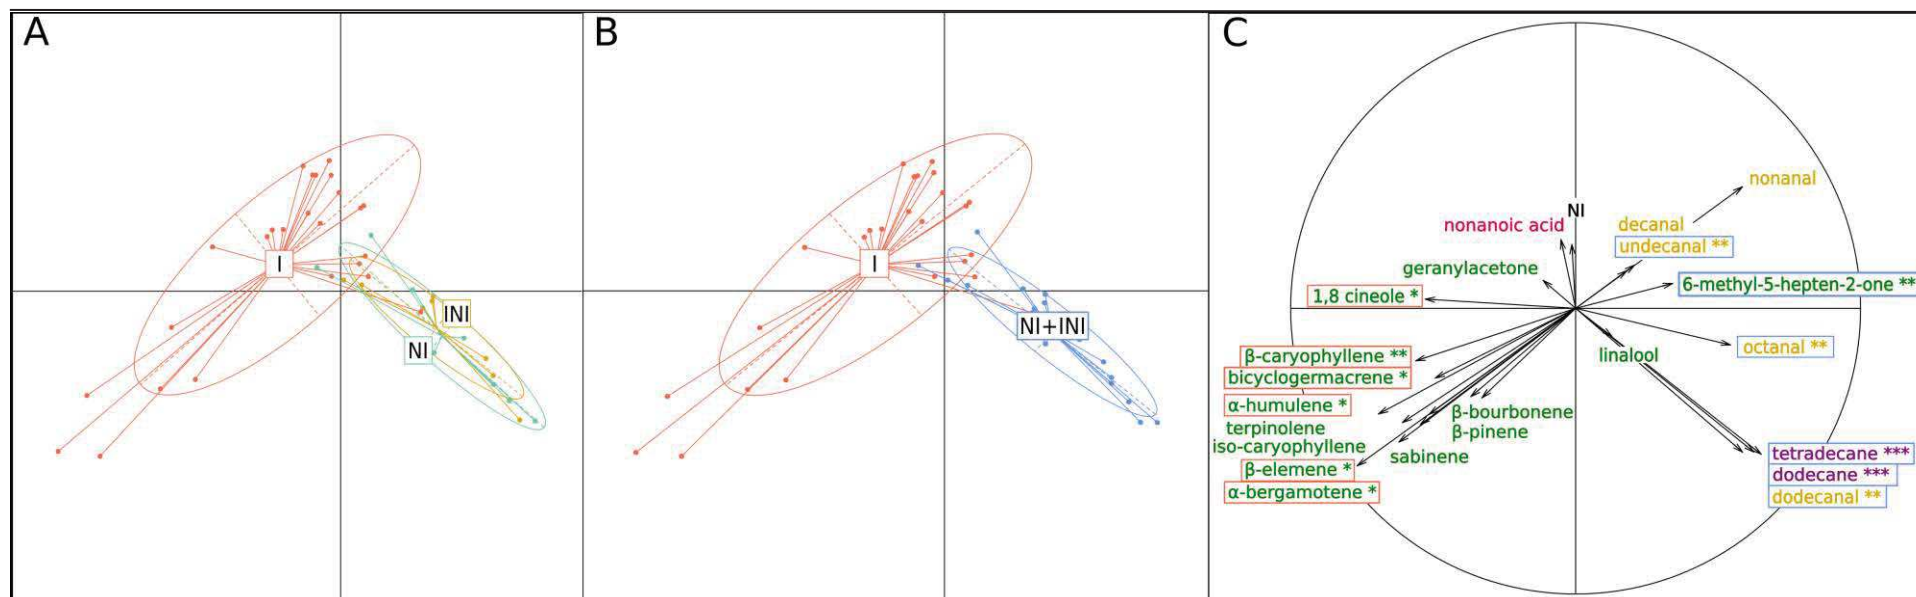 A
B
C
I
INI
NI
I
NI+INI
nonanal
NI
nonanoic acid
decanal
undecanal **
geranylacetone
6-methyl-5-hepten-2-one **
1,8 cineole *
octanal **
linalool
β-caryophyllene **
bicyclogermacrene *
α-humulene *
β-bourbonene
terpinolene
β-pinene
iso-caryophyllene
sabinene
β-elemene *
α-bergamotene *
tetradecane ***
dodecane ***
dodecanal **